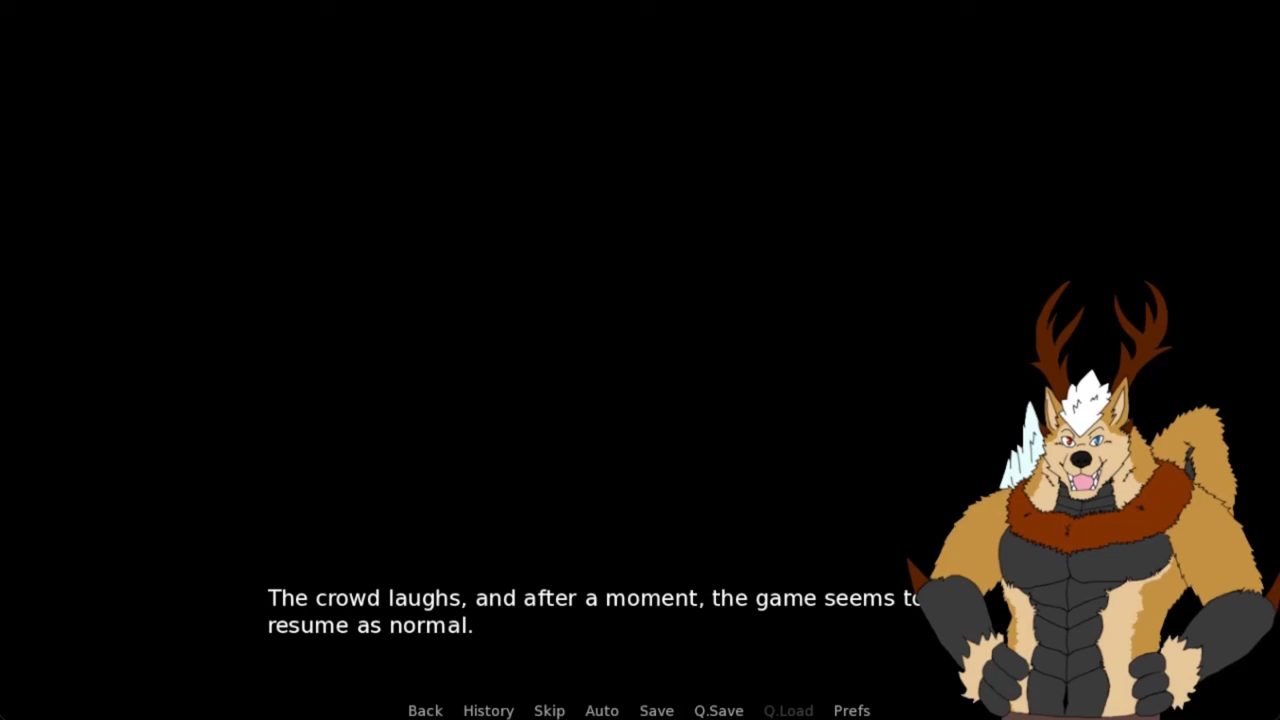 The crowd laughs, and after a moment, the game seems to
resume as normal.
Back History Skip Auto Save Q.Save Q.Load Prefs